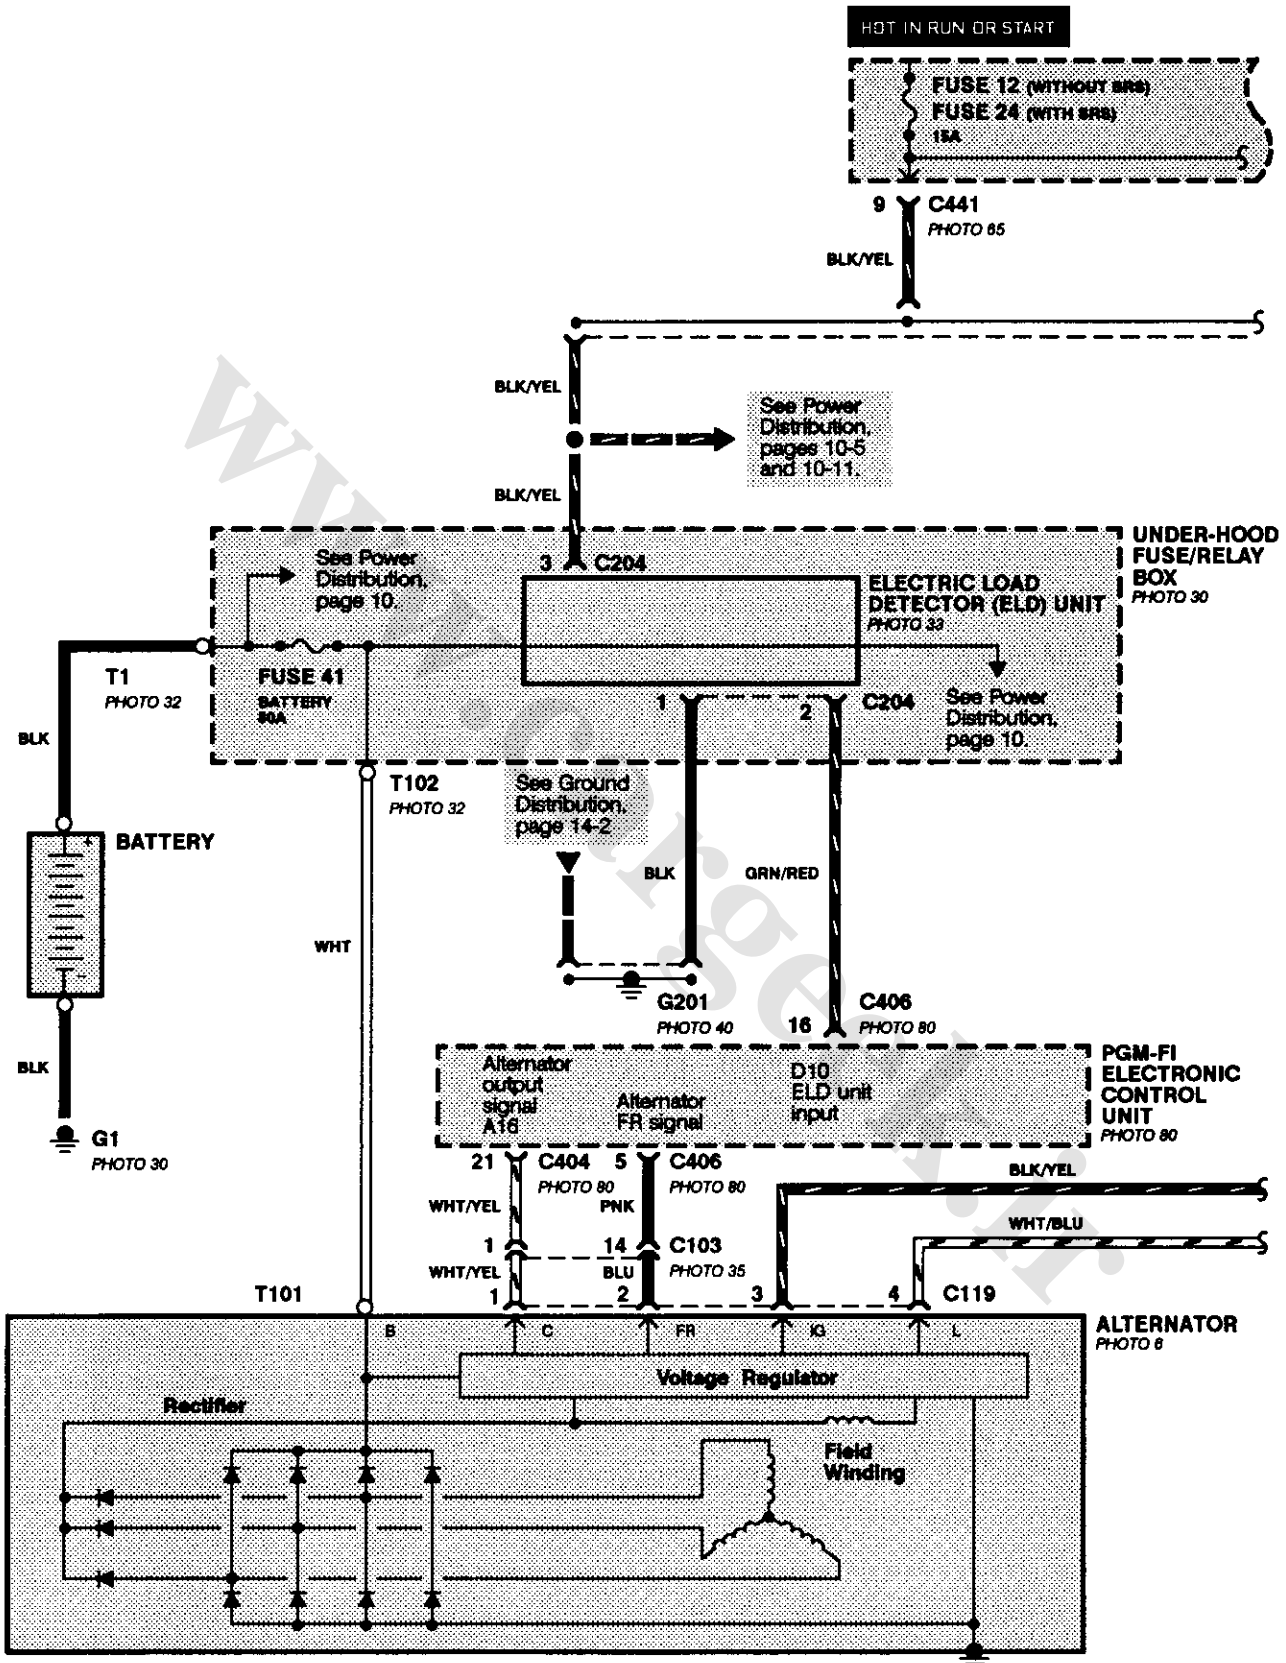 HOT IN RUN OR START
FUSE 12 (WITHOUT SRS)
FUSE 24 (WITH SRS)
15A
9
C441
PHOTO 65
BLK/YEL
BLK/YEL
See Power
Distribution,
pages 10-5
and 10-11.
BLK/YEL
UNDER-HOOD
FUSE/RELAY
BOX
PHOTO 30
See Power
Distribution,
page 10.
3
C204
ELECTRIC LOAD
DETECTOR (ELD) UNIT
PHOTO 33
T1
PHOTO 32
FUSE 41
BATTERY
80A
1
2
C204
See Power
Distribution,
page 10.
BLK
T102
PHOTO 32
See Ground
Distribution,
page 14-2
BATTERY
+
-
BLK
GRN/RED
WHT
G201
PHOTO 40
16
C406
PHOTO 80
BLK
G1
PHOTO 30
Alternator
output
signal
A16
Alternator
FR signal
D10
ELD unit
input
PGM-FI
ELECTRONIC
CONTROL
UNIT
PHOTO 80
21
C404
PHOTO 80
5
C406
PHOTO 80
BLK/YEL
WHT/YEL
PNK
WHT/BLU
1
14
C103
PHOTO 35
WHT/YEL
BLU
T101
1
2
3
4
C119
ALTERNATOR
PHOTO 6
B
C
FR
IG
L
Voltage Regulator
Rectifier
Field
Winding
www.cargeek.ir